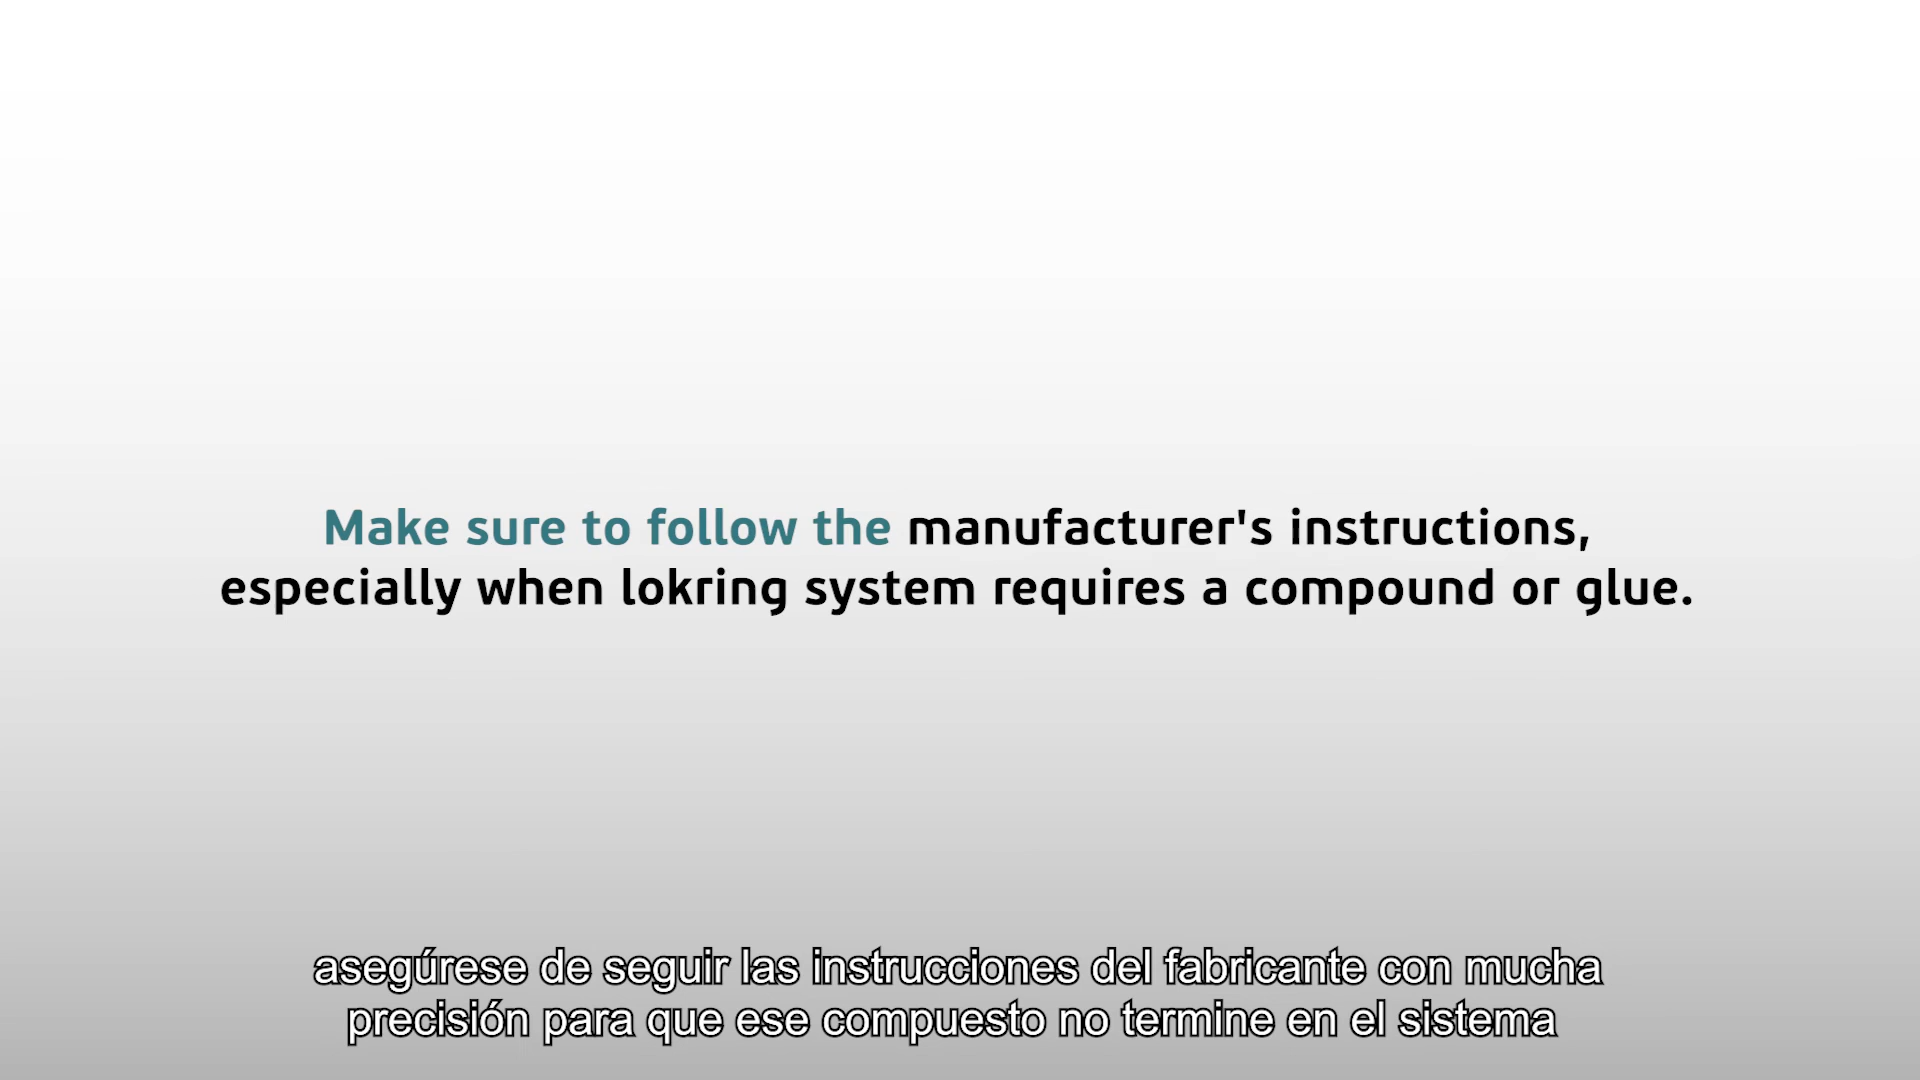 Make sure to follow the manufacturer's instructions,
especially when lokring system requires a compound or glue.
asegúrese de seguir las instrucciones del fabricante con mucha
precisión para que ese compuesto no termine en el sistema